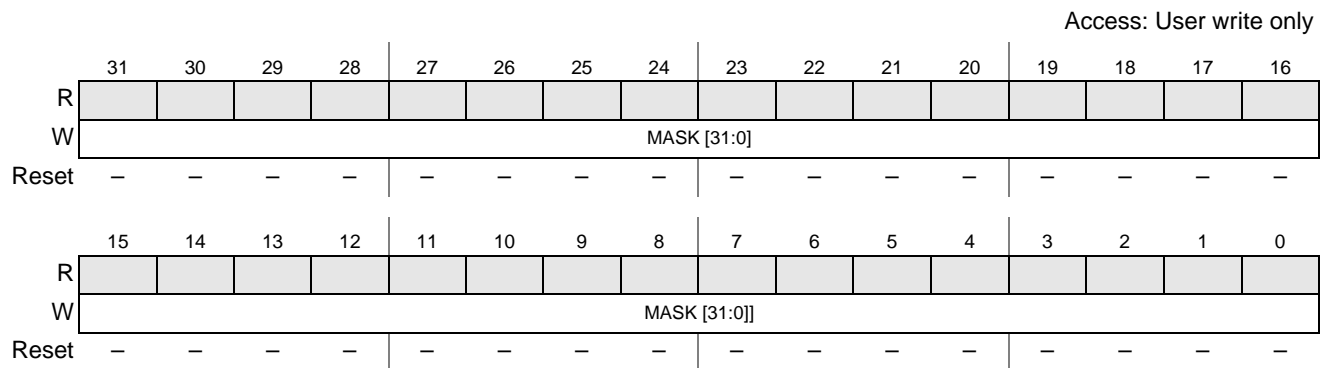 Access: User write only
31 30 29 28 27 26 25 24 23 22 21 20 19 18 17 16
R
W MASK [31:0]
Reset – – – – – – – – – – – – – – – –
15 14 13 12 11 10 9 8 7 6 5 4 3 2 1 0
R
W MASK [31:0]]
Reset – – – – – – – – – – – – – – – –